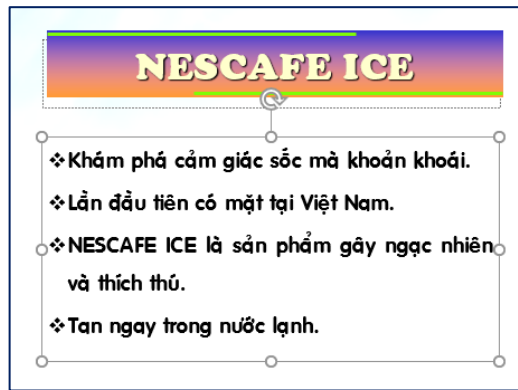 NESCAFE ICE
❖Khám phá cảm giác sốc mà khoản khoái.
❖Lần đầu tiên có mặt tại Việt Nam.
❖NESCAFE ICE là sản phẩm gây ngạc nhiên
và thích thú.
❖Tan ngay trong nước lạnh.